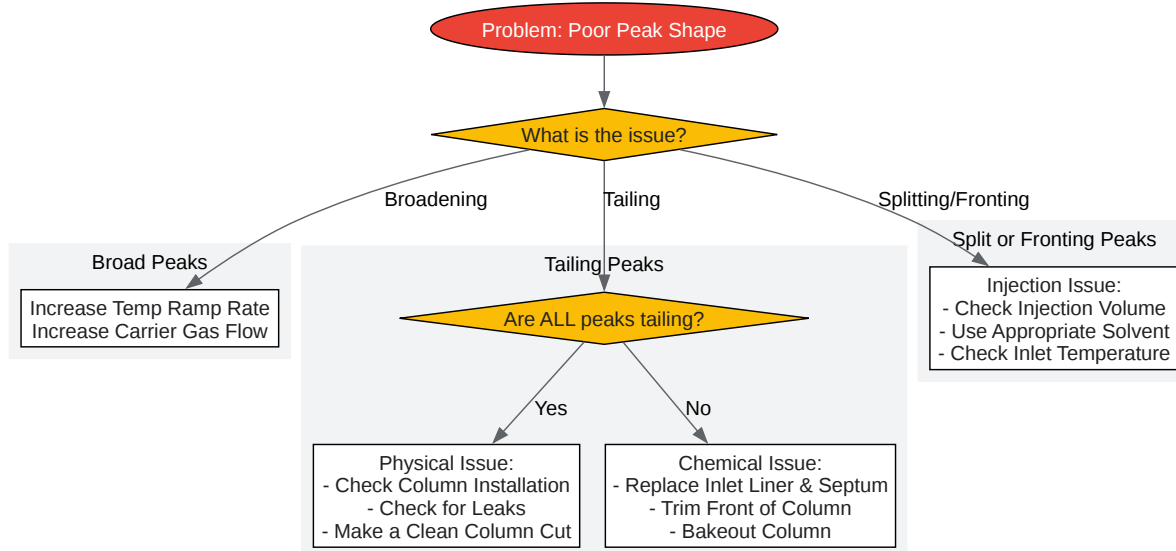 Problem: Poor Peak Shape
What is the issue?
Broadening
Tailing
Splitting/Fronting
Broad Peaks
Increase Temp Ramp Rate
Increase Carrier Gas Flow
Tailing Peaks
Are ALL peaks tailing?
Split or Fronting Peaks
Injection Issue:
- Check Injection Volume
- Use Appropriate Solvent
- Check Inlet Temperature
Yes
No
Physical Issue:
- Check Column Installation
- Check for Leaks
- Make a Clean Column Cut
Chemical Issue:
- Replace Inlet Liner & Septum
- Trim Front of Column
- Bakeout Column